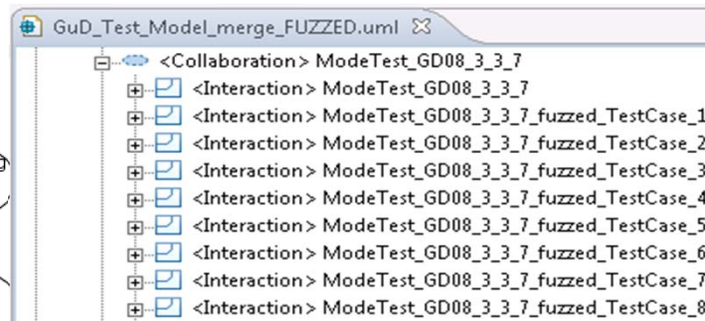 GuD_Test_Model_merge_FUZZED.uml
<Collaboration> ModeTest_GD08_3_3_7
<Interaction> ModeTest_GD08_3_3_7
<Interaction> ModeTest_GD08_3_3_7_fuzzed_TestCase_1
<Interaction> ModeTest_GD08_3_3_7_fuzzed_TestCase_2
<Interaction> ModeTest_GD08_3_3_7_fuzzed_TestCase_3
<Interaction> ModeTest_GD08_3_3_7_fuzzed_TestCase_4
<Interaction> ModeTest_GD08_3_3_7_fuzzed_TestCase_5
<Interaction> ModeTest_GD08_3_3_7_fuzzed_TestCase_6
<Interaction> ModeTest_GD08_3_3_7_fuzzed_TestCase_7
<Interaction> ModeTest_GD08_3_3_7_fuzzed_TestCase_8